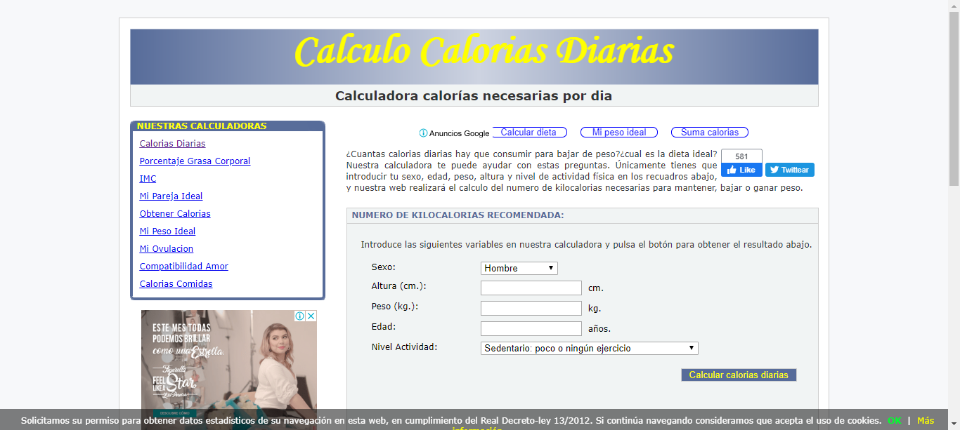 Calculo Calorias Diarias
Calculadora calorías necesarias por dia
NUESTRAS CALCULADORAS
Calorias Diarias
Porcentaje Grasa Corporal
IMC
Mi Pareja Ideal
Obtener Calorias
Mi Peso Ideal
Mi Ovulacion
Compatibilidad Amor
Calorias Comidas
ESTE MES TODAS
PODEMOS BRILLAR
como una Estrella.
FEEL
LIKE A
Star
Anuncios Google Calcular dieta Mi peso ideal Suma calorias
¿Cuantas calorias diarias hay que consumir para bajar de peso?¿cual es la dieta ideal?
Nuestra calculadora te puede ayudar con estas preguntas. Únicamente tienes que
introducir tu sexo, edad, peso, altura y nivel de actividad física en los recuadros abajo,
y nuestra web realizará el calculo del numero de kilocalorias necesarias para mantener, bajar o ganar peso.
581
Like Twittear
NUMERO DE KILOCALORIAS RECOMENDADA:
Introduce las siguientes variables en nuestra calculadora y pulsa el botón para obtener el resultado abajo.
Sexo: Hombre
Altura (cm.): cm.
Peso (kg.): kg.
Edad: años.
Nivel Actividad: Sedentario: poco o ningún ejercicio
Calcular calorias diarias
Solicitamos su permiso para obtener datos estadísticos de su navegación en esta web, en cumplimiento del Real Decreto-ley 13/2012. Si continúa navegando consideramos que acepta el uso de cookies. OK | Más
información